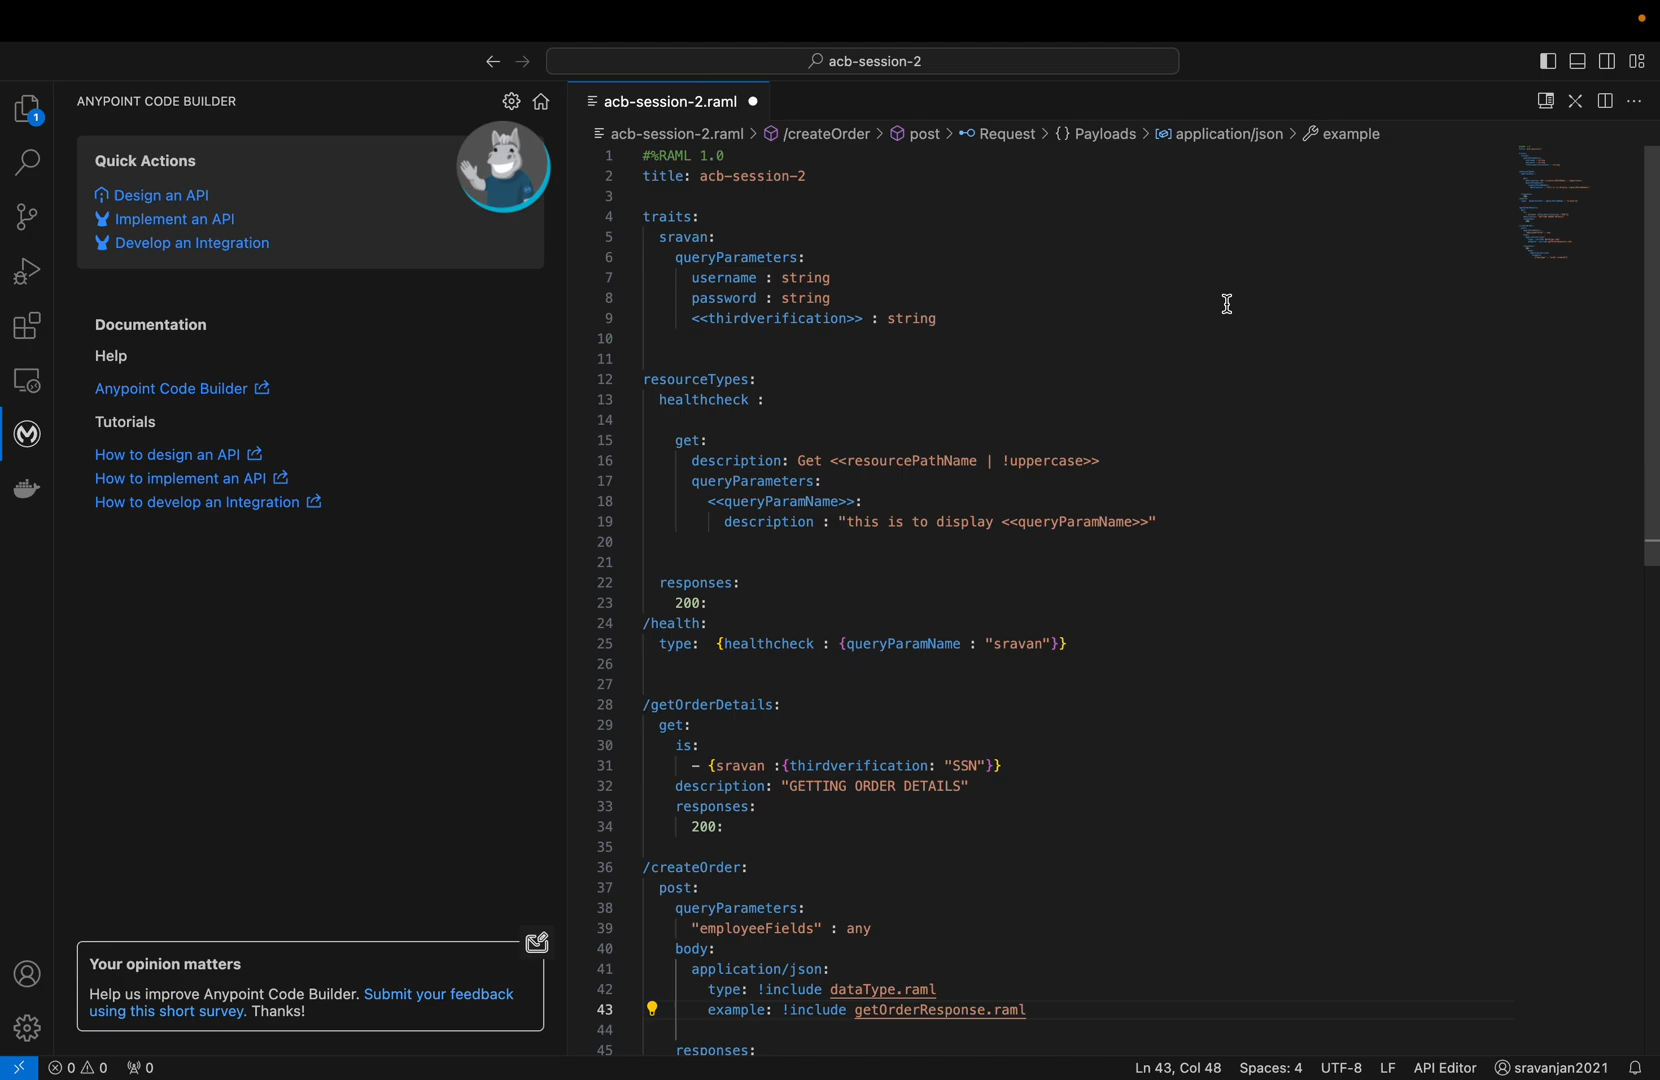 acb-session-2
ANYPOINT CODE BUILDER
Quick Actions
Design an API
Implement an API
Develop an Integration
Documentation
Help
Anypoint Code Builder
Tutorials
How to design an API
How to implement an API
How to develop an Integration
Your opinion matters
Help us improve Anypoint Code Builder. Submit your feedback
using this short survey. Thanks!
1
acb-session-2.raml
acb-session-2.raml > /createOrder > post > Request > {} Payloads > application/json > example
1 #%RAML 1.0
2 title: acb-session-2
3
4 traits:
5 sravan:
6 queryParameters:
7 username : string
8 password : string
9 <<thirdverification>> : string
10
11
12 resourceTypes:
13 healthcheck :
14
15 get:
16 description: Get <<resourcePathName | !uppercase>>
17 queryParameters:
18 <<queryParamName>>:
19 description : "this is to display <<queryParamName>>"
20
21
22 responses:
23 200:
24 /health:
25 type: {healthcheck : {queryParamName : "sravan"}}
26
27
28 /getOrderDetails:
29 get:
30 is:
31 - {sravan :{thirdverification: "SSN"}}
32 description: "GETTING ORDER DETAILS"
33 responses:
34 200:
35
36 /createOrder:
37 post:
38 queryParameters:
39 "employeeFields" : any
40 body:
41 application/json:
42 type: !include dataType.raml
43 example: !include getOrderResponse.raml
44
45 responses:
0 0 0
Ln 43, Col 48 Spaces: 4 UTF-8 LF API Editor sravanjan2021